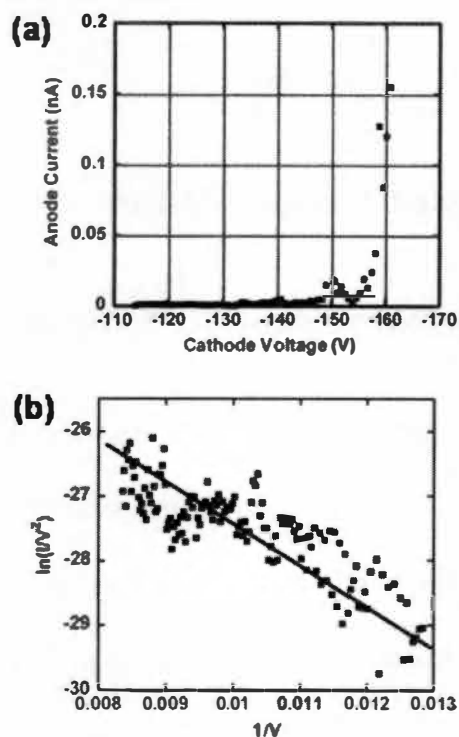 (a)
0.2
0.15
0.1
0.05
0
Anode Current (nA)
-110 -120 -130 -140 -150 -160 -170
Cathode Voltage (V)
(b)
-26
-27
-28
-29
-30
ln(I/V²)
0.008 0.009 0.01 0.011 0.012 0.013
1/V